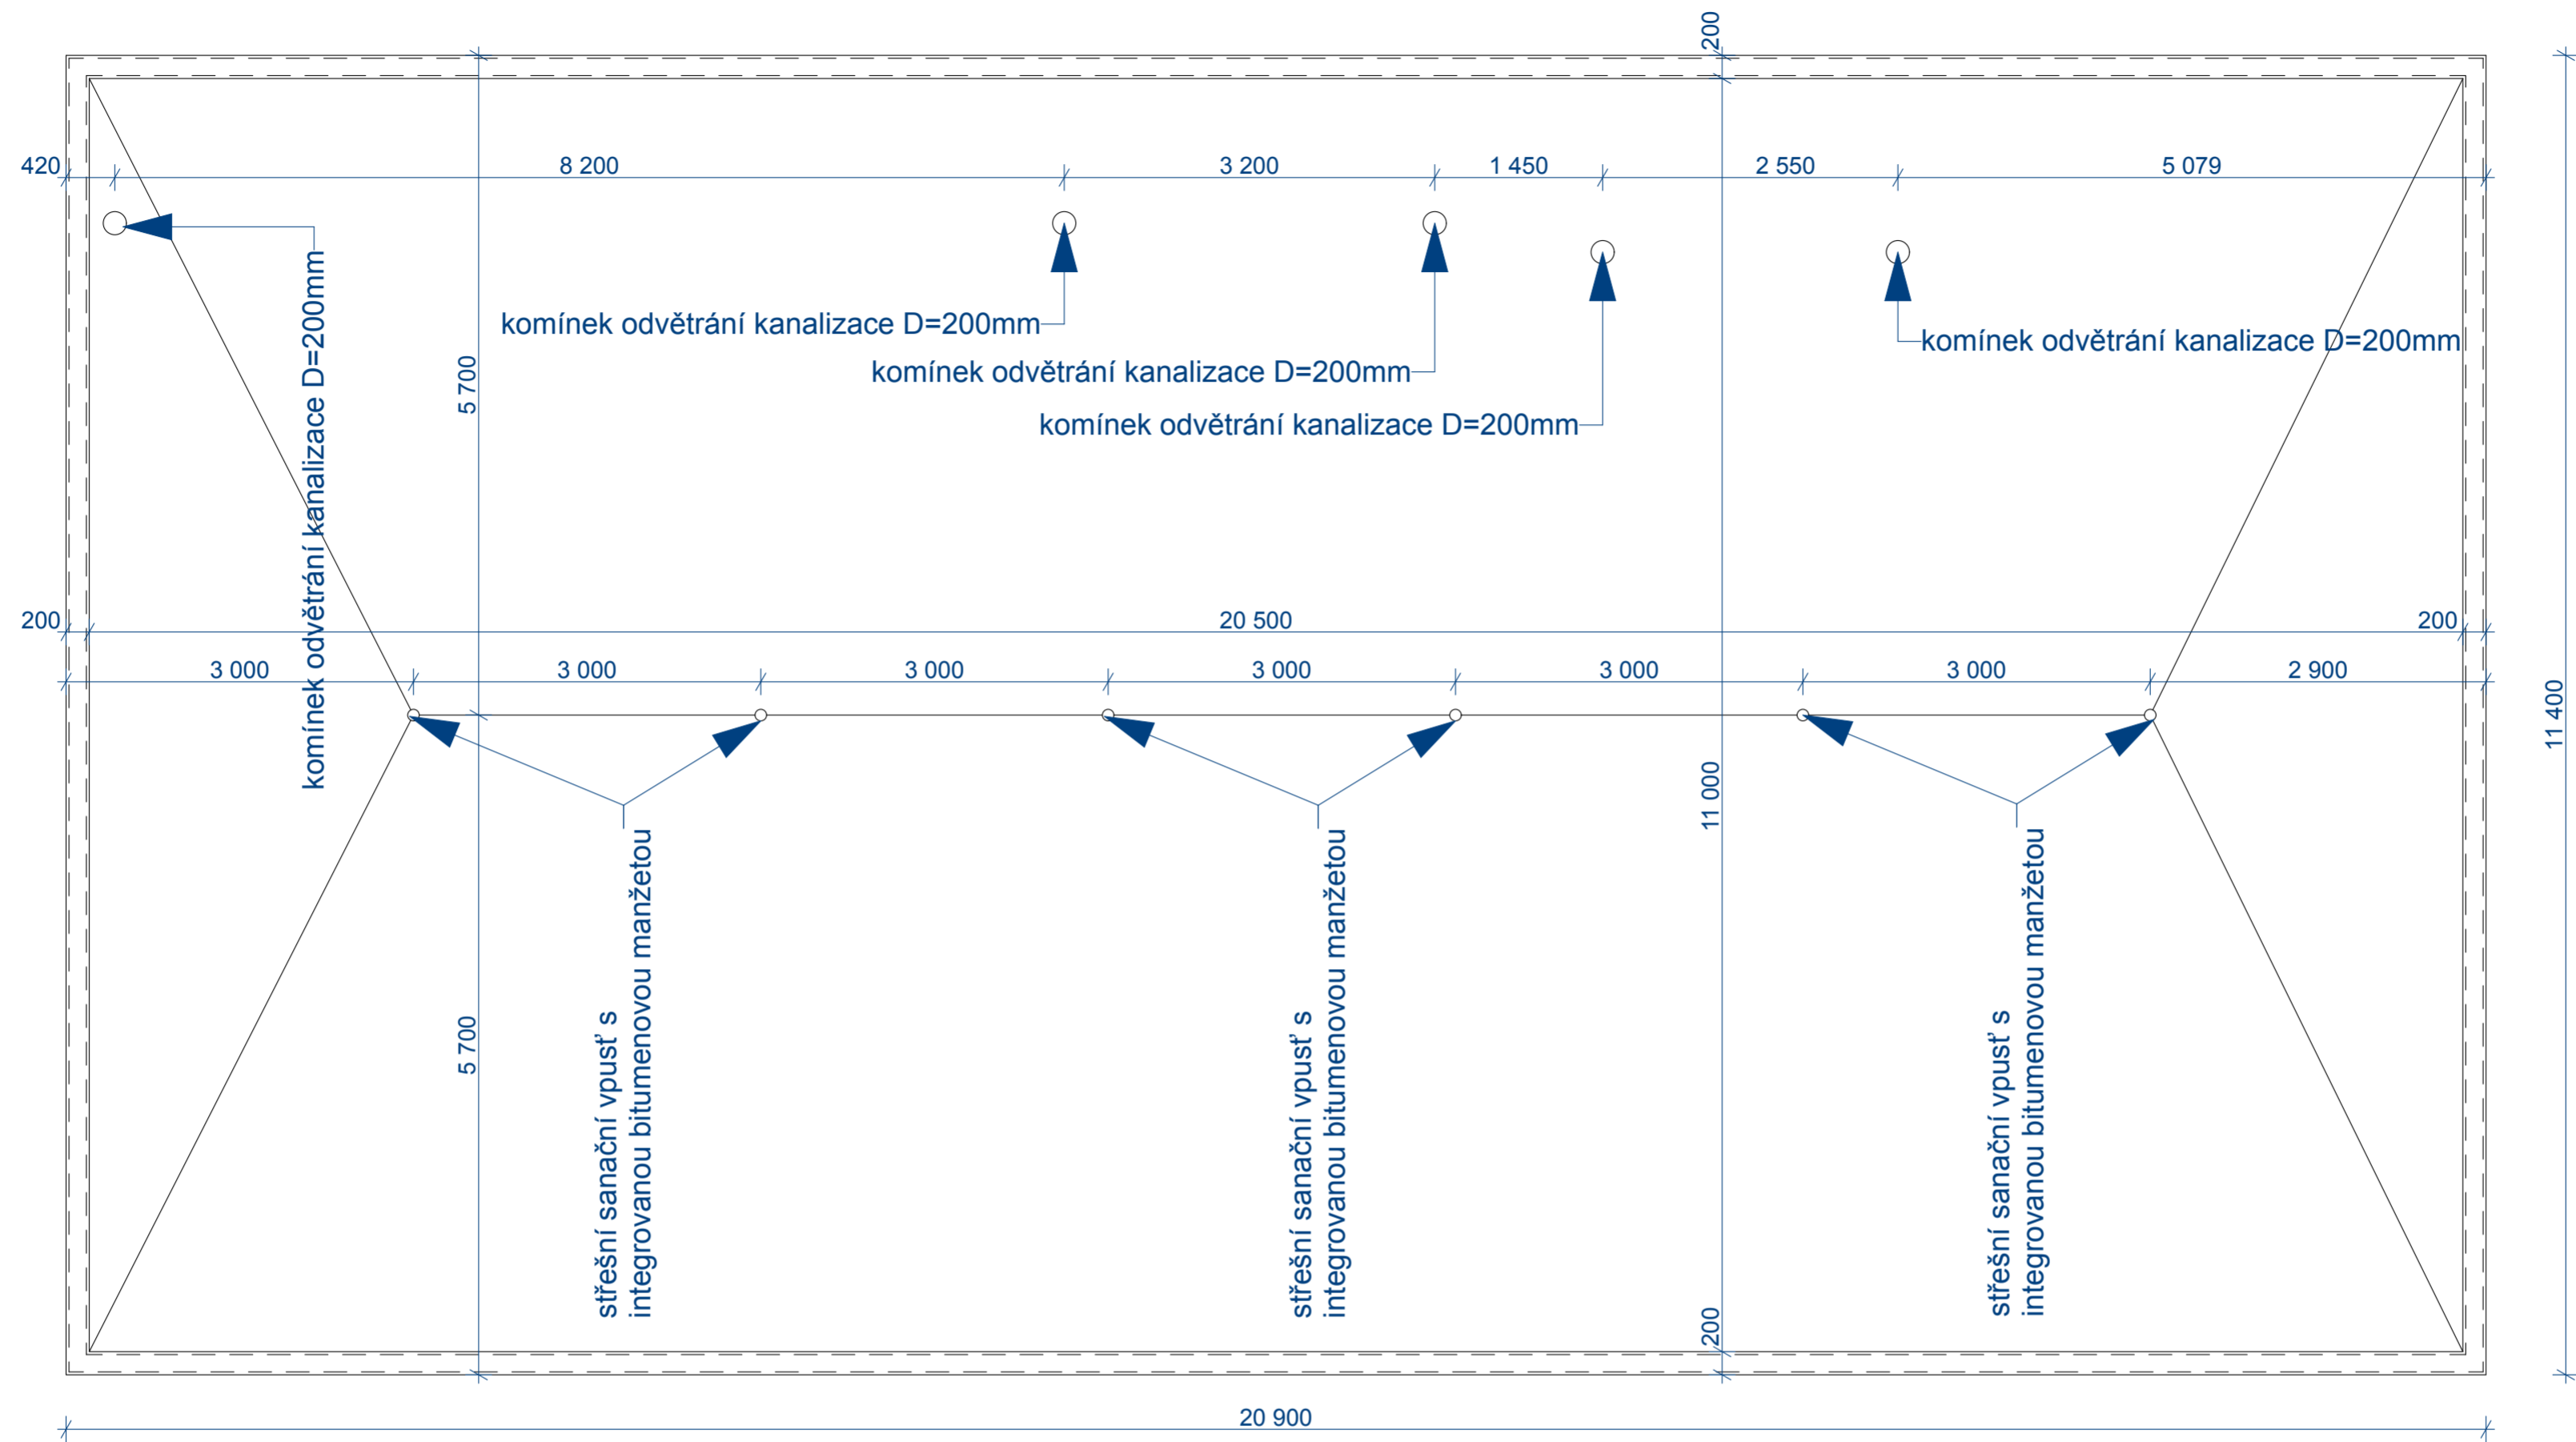 200
420
8 200
3 200
1 450
2 550
5 079
komínek odvětrání kanalizace D=200mm
komínek odvětrání kanalizace D=200mm
komínek odvětrání kanalizace D=200mm
komínek odvětrání kanalizace D=200mm
komínek odvětrání kanalizace D=200mm
5 700
200
20 500
200
3 000
3 000
3 000
3 000
3 000
3 000
2 900
11 400
11 000
5 700
střešní sanační vpusť s
integrovanou bitumenovou manžetou
střešní sanační vpusť s
integrovanou bitumenovou manžetou
střešní sanační vpusť s
integrovanou bitumenovou manžetou
200
20 900